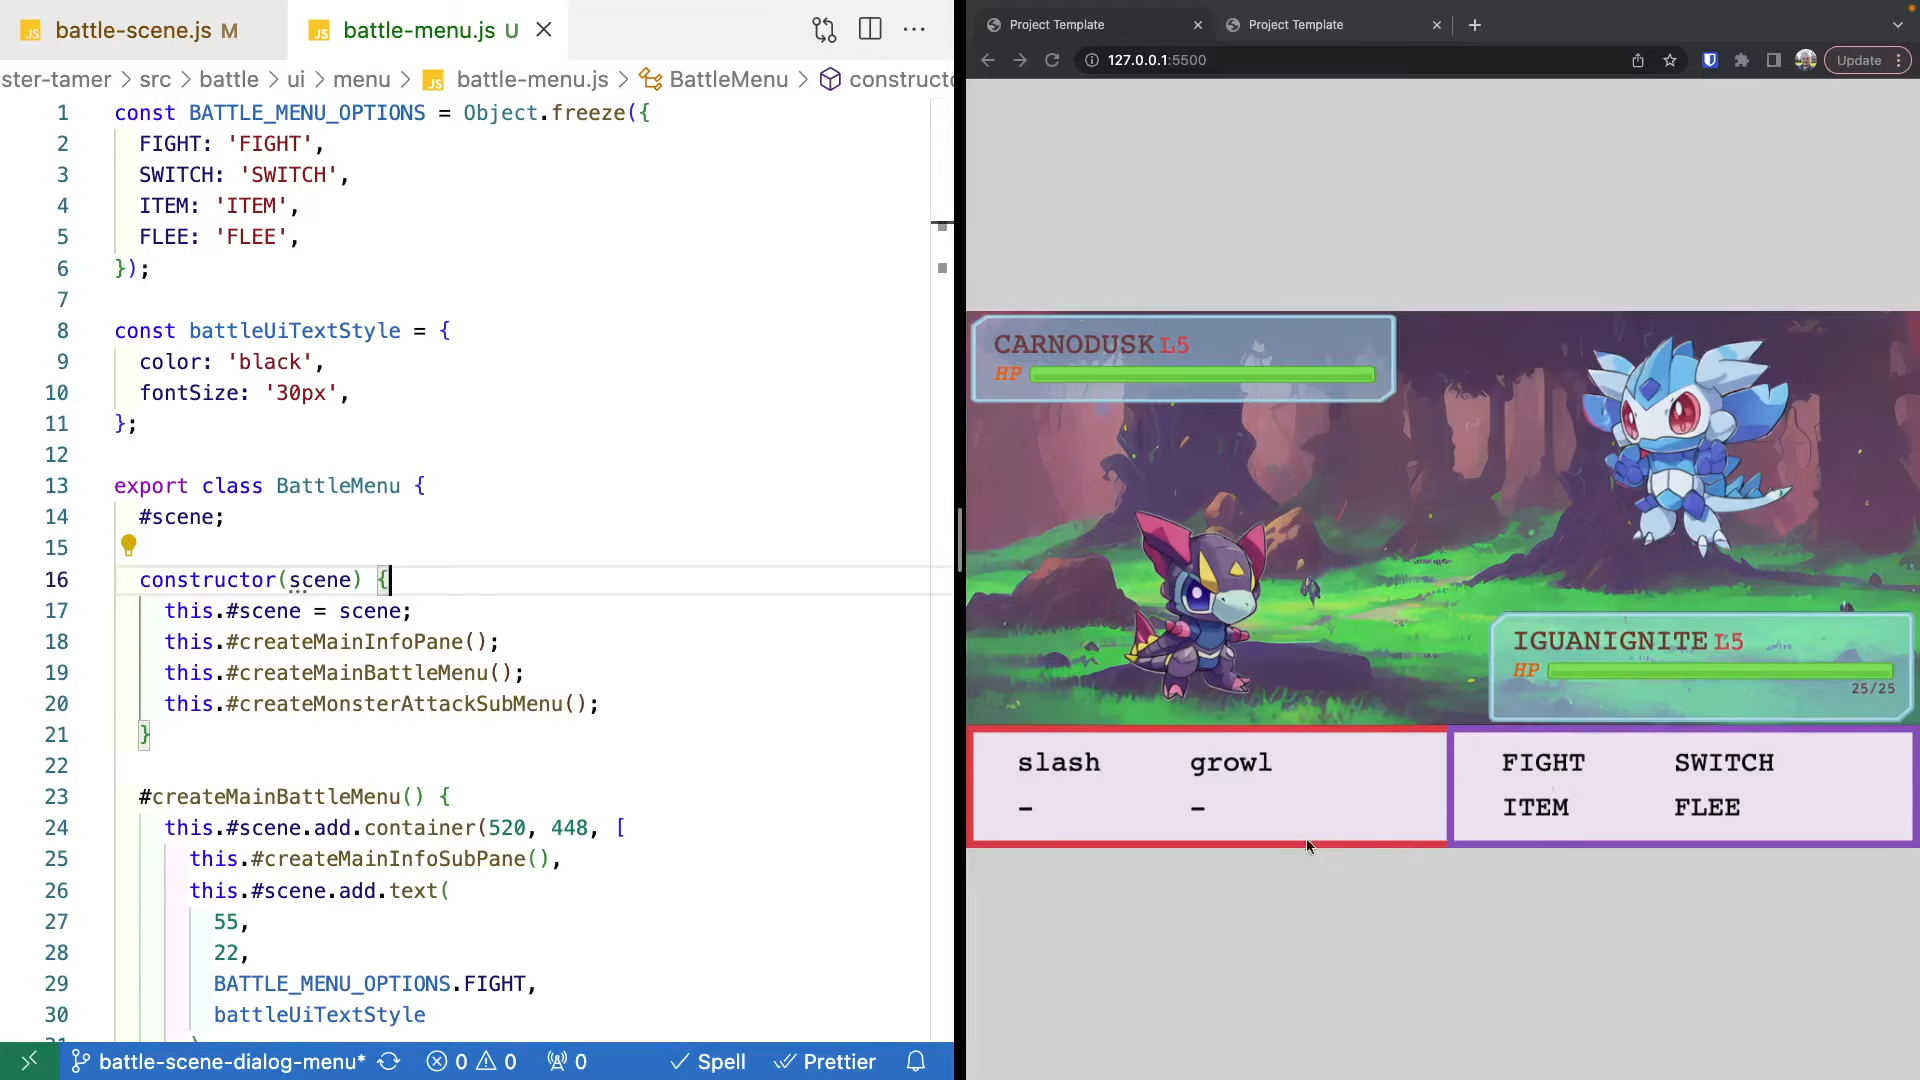 battle-scene.js M
battle-menu.js U
ster-tamer > src > battle > ui > menu > battle-menu.js > BattleMenu > constructo
1 const BATTLE_MENU_OPTIONS = Object.freeze({
2 FIGHT: 'FIGHT',
3 SWITCH: 'SWITCH',
4 ITEM: 'ITEM',
5 FLEE: 'FLEE',
6 });
7
8 const battleUiTextStyle = {
9 color: 'black',
10 fontSize: '30px',
11 };
12
13 export class BattleMenu {
14 #scene;
15
16 constructor(scene) {
17 this.#scene = scene;
18 this.#createMainInfoPane();
19 this.#createMainBattleMenu();
20 this.#createMonsterAttackSubMenu();
21 }
22
23 #createMainBattleMenu() {
24 this.#scene.add.container(520, 448, [
25 this.#createMainInfoSubPane(),
26 this.#scene.add.text(
27 55,
28 22,
29 BATTLE_MENU_OPTIONS.FIGHT,
30 battleUiTextStyle
battle-scene-dialog-menu* 0 0 0 Spell Prettier
Project Template
Project Template
127.0.0.1:5500
Update
CARNODUSK L5
HP
IGUANIGNITE L5
HP
25/25
slash growl
- -
FIGHT SWITCH
ITEM FLEE